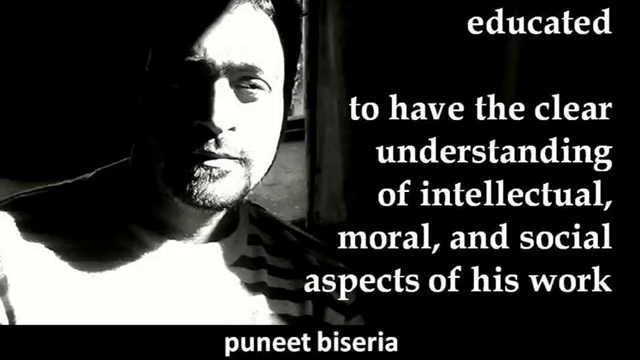 educated
to have the clear
understanding
of intellectual,
moral, and social
aspects of his work
puneet biseria